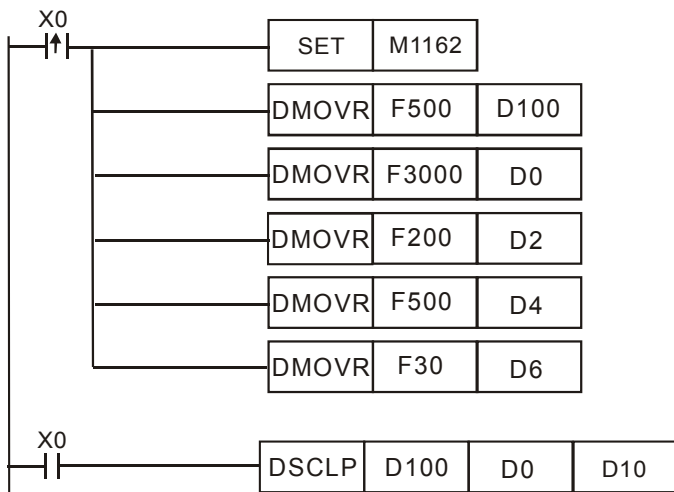 X0
SET M1162
DMOVR F500 D100
DMOVR F3000 D0
DMOVR F200 D2
DMOVR F500 D4
DMOVR F30 D6
X0
DSCLP D100 D0 D10